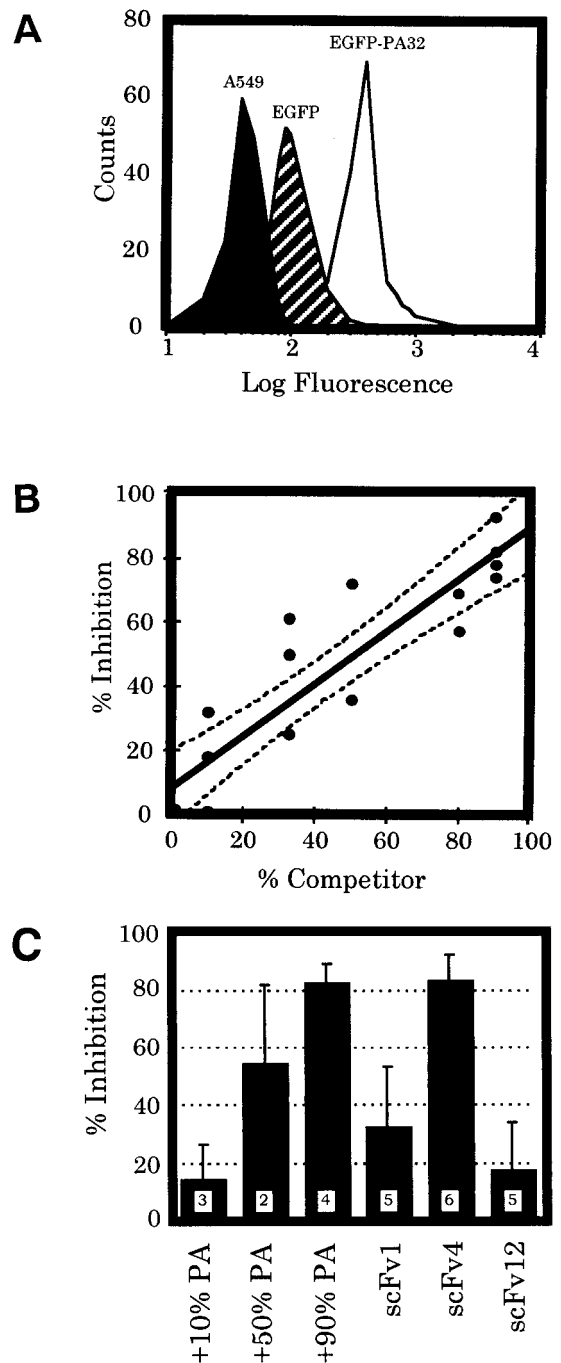 A
80
60
40
20
0
Counts
A549
EGFP
EGFP-PA32
1 2 3 4
Log Fluorescence
B
100
80
60
40
20
0
% Inhibition
0 20 40 60 80 100
% Competitor
C
100
80
60
40
20
0
% Inhibition
3 2 4 5 6 5
+10% PA
+50% PA
+90% PA
scFv1
scFv4
scFv12